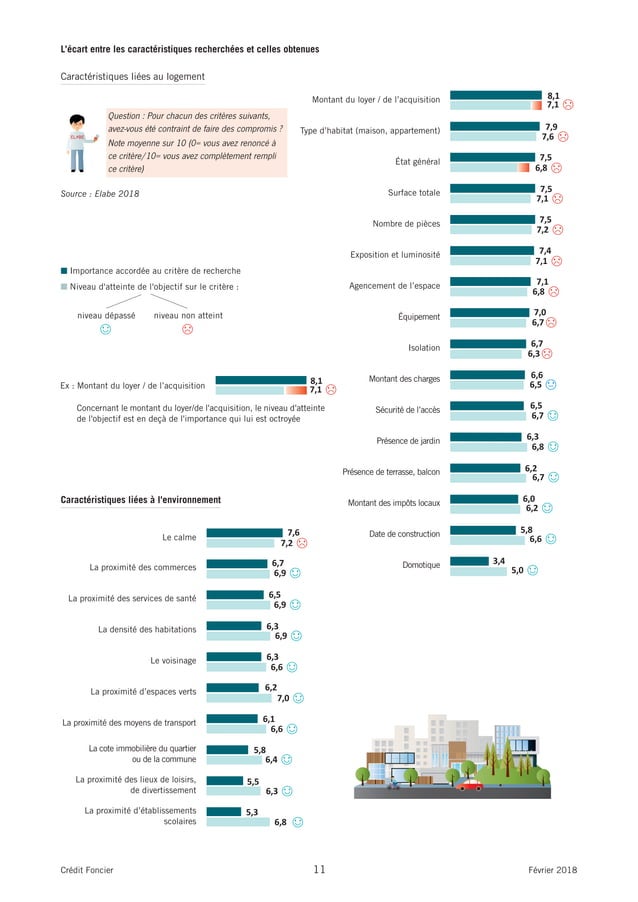 L'écart entre les caractéristiques recherchées et celles obtenues
Caractéristiques liées au logement
ELABE
Question : Pour chacun des critères suivants,
avez-vous été contraint de faire des compromis ?
Note moyenne sur 10 (0= vous avez renoncé à
ce critère/10= vous avez complètement rempli
ce critère)
Source : Elabe 2018
Importance accordée au critère de recherche
Niveau d'atteinte de l'objectif sur le critère :
niveau dépassé
niveau non atteint
Ex : Montant du loyer / de l'acquisition
8,1
7,1
Concernant le montant du loyer/de l'acquisition, le niveau d'atteinte
de l'objectif est en deçà de l'importance qui lui est octroyée
Montant du loyer / de l'acquisition
8,1
7,1
Type d'habitat (maison, appartement)
7,9
7,6
État général
7,5
6,8
Surface totale
7,5
7,1
Nombre de pièces
7,5
7,2
Exposition et luminosité
7,4
7,1
Agencement de l'espace
7,1
6,8
Équipement
7,0
6,7
Isolation
6,7
6,3
Montant des charges
6,6
6,5
Sécurité de l'accès
6,5
6,7
Présence de jardin
6,3
6,8
Présence de terrasse, balcon
6,2
6,7
Montant des impôts locaux
6,0
6,2
Date de construction
5,8
6,6
Domotique
3,4
5,0
Caractéristiques liées à l'environnement
Le calme
7,6
7,2
La proximité des commerces
6,7
6,9
La proximité des services de santé
6,5
6,9
La densité des habitations
6,3
6,9
Le voisinage
6,3
6,6
La proximité d'espaces verts
6,2
7,0
La proximité des moyens de transport
6,1
6,6
La cote immobilière du quartier
ou de la commune
5,8
6,4
La proximité des lieux de loisirs,
de divertissement
5,5
6,3
La proximité d'établissements
scolaires
5,3
6,8
Crédit Foncier
11
Février 2018